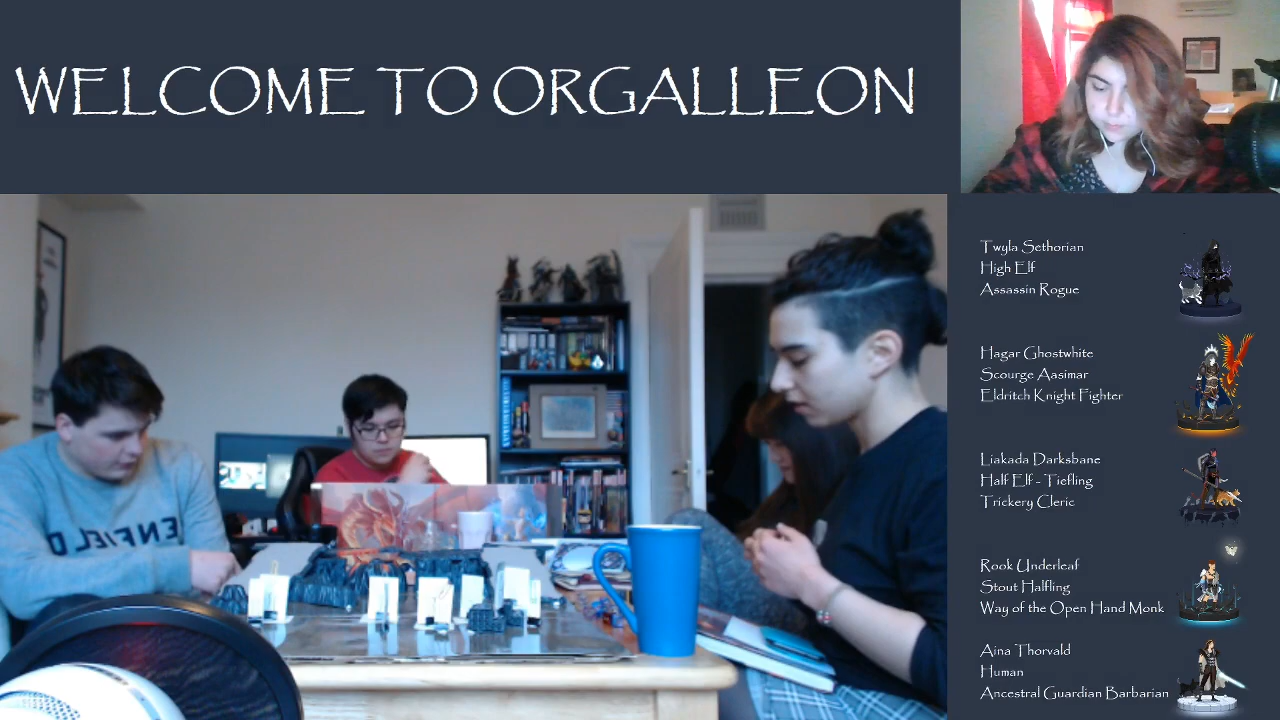 WELCOME TO ORGALLEON
Twyla Sethorian
High Elf
Assassin Rogue
Hagar Ghostwhite
Scourge Aasimar
Eldritch Knight Fighter
Liakada Darksbane
Half Elf - Tiefling
Trickery Cleric
Rook Underleaf
Stout Halfling
Way of the Open Hand Monk
Aina Thorvald
Human
Ancestral Guardian Barbarian
ENFIELD